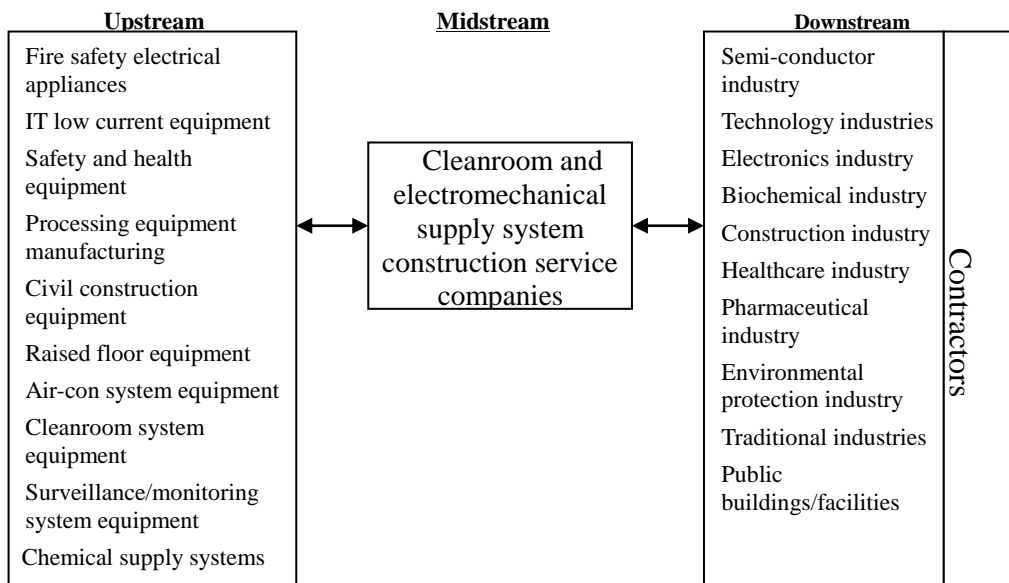 Upstream
Fire safety electrical
appliances
IT low current equipment
Safety and health
equipment
Processing equipment
manufacturing
Civil construction
equipment
Raised floor equipment
Air-con system equipment
Cleanroom system
equipment
Surveillance/monitoring
system equipment
Chemical supply systems
Midstream
Cleanroom and
electromechanical
supply system
construction service
companies
Downstream
Semi-conductor
industry
Technology industries
Electronics industry
Biochemical industry
Construction industry
Healthcare industry
Pharmaceutical
industry
Environmental
protection industry
Traditional industries
Public
buildings/facilities
Contractors